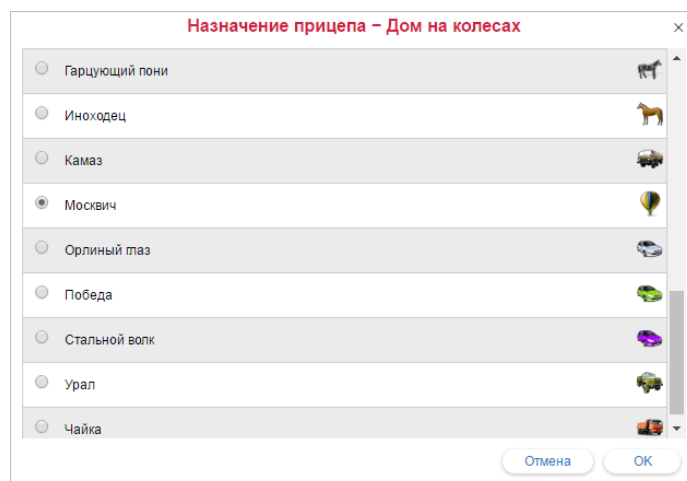 Назначение прицепа – Дом на колесах
Гарцующий пони
Иноходец
Камаз
Москвич
Орлиный глаз
Победа
Стальной волк
Урал
Чайка
Отмена
OK